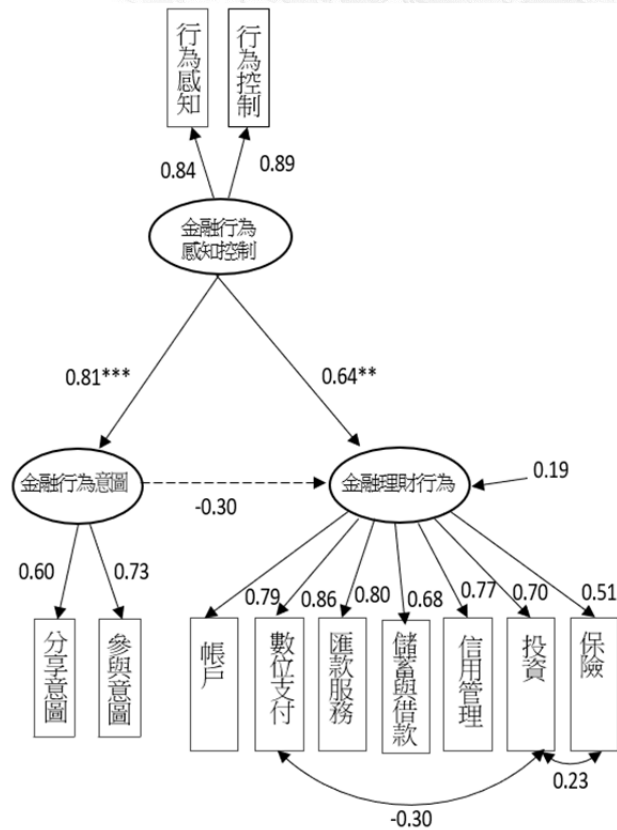 行為感知
行為控制
0.84
0.89
金融行為
感知控制
0.81***
0.64**
金融行為意圖
-0.30
金融理財行為
0.19
0.60
0.73
0.79
0.86
0.80
0.68
0.77
0.70
0.51
分享意圖
參與意圖
帳戶
數位支付
匯款服務
儲蓄與借款
信用管理
投資
保險
0.23
-0.30